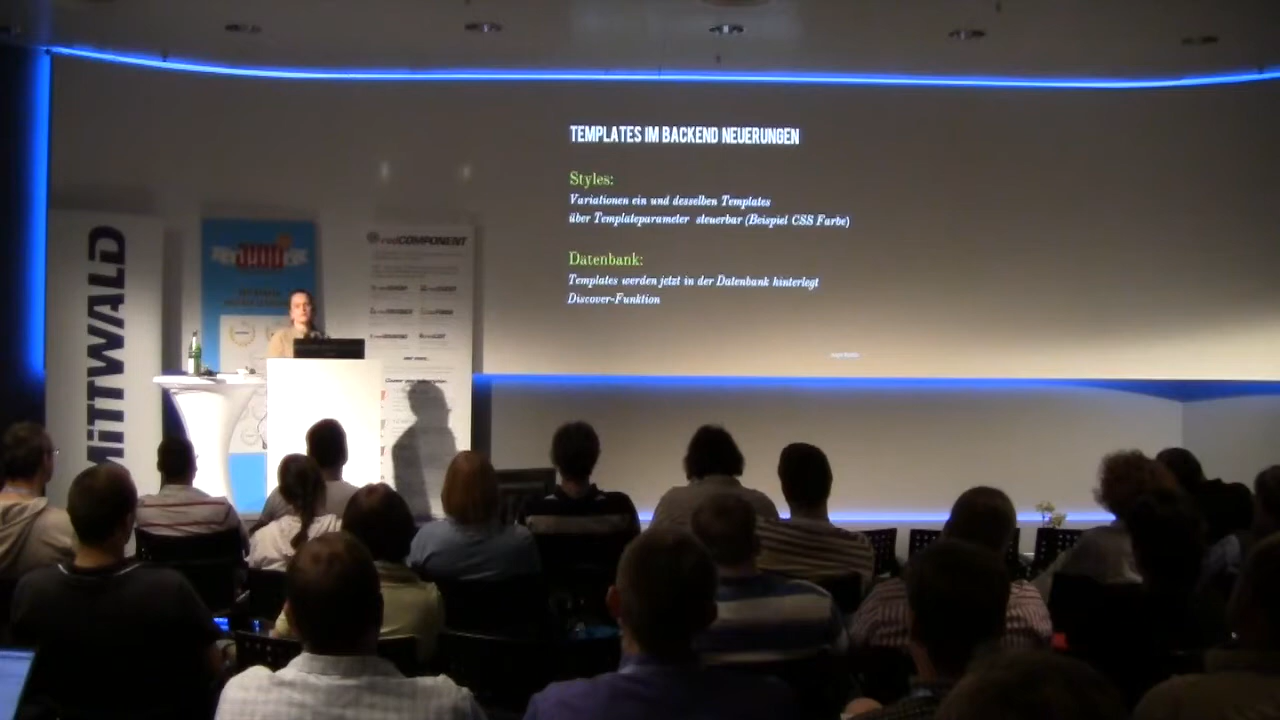 TEMPLATES IM BACKEND NEUERUNGEN
Styles:
Variationen ein und desselben Templates
über Templateparameter steuerbar (Beispiel CSS Farbe)
Datenbank:
Templates werden jetzt in der Datenbank hinterlegt
Discover-Funktion
MITTWALD
redCOMPONENT